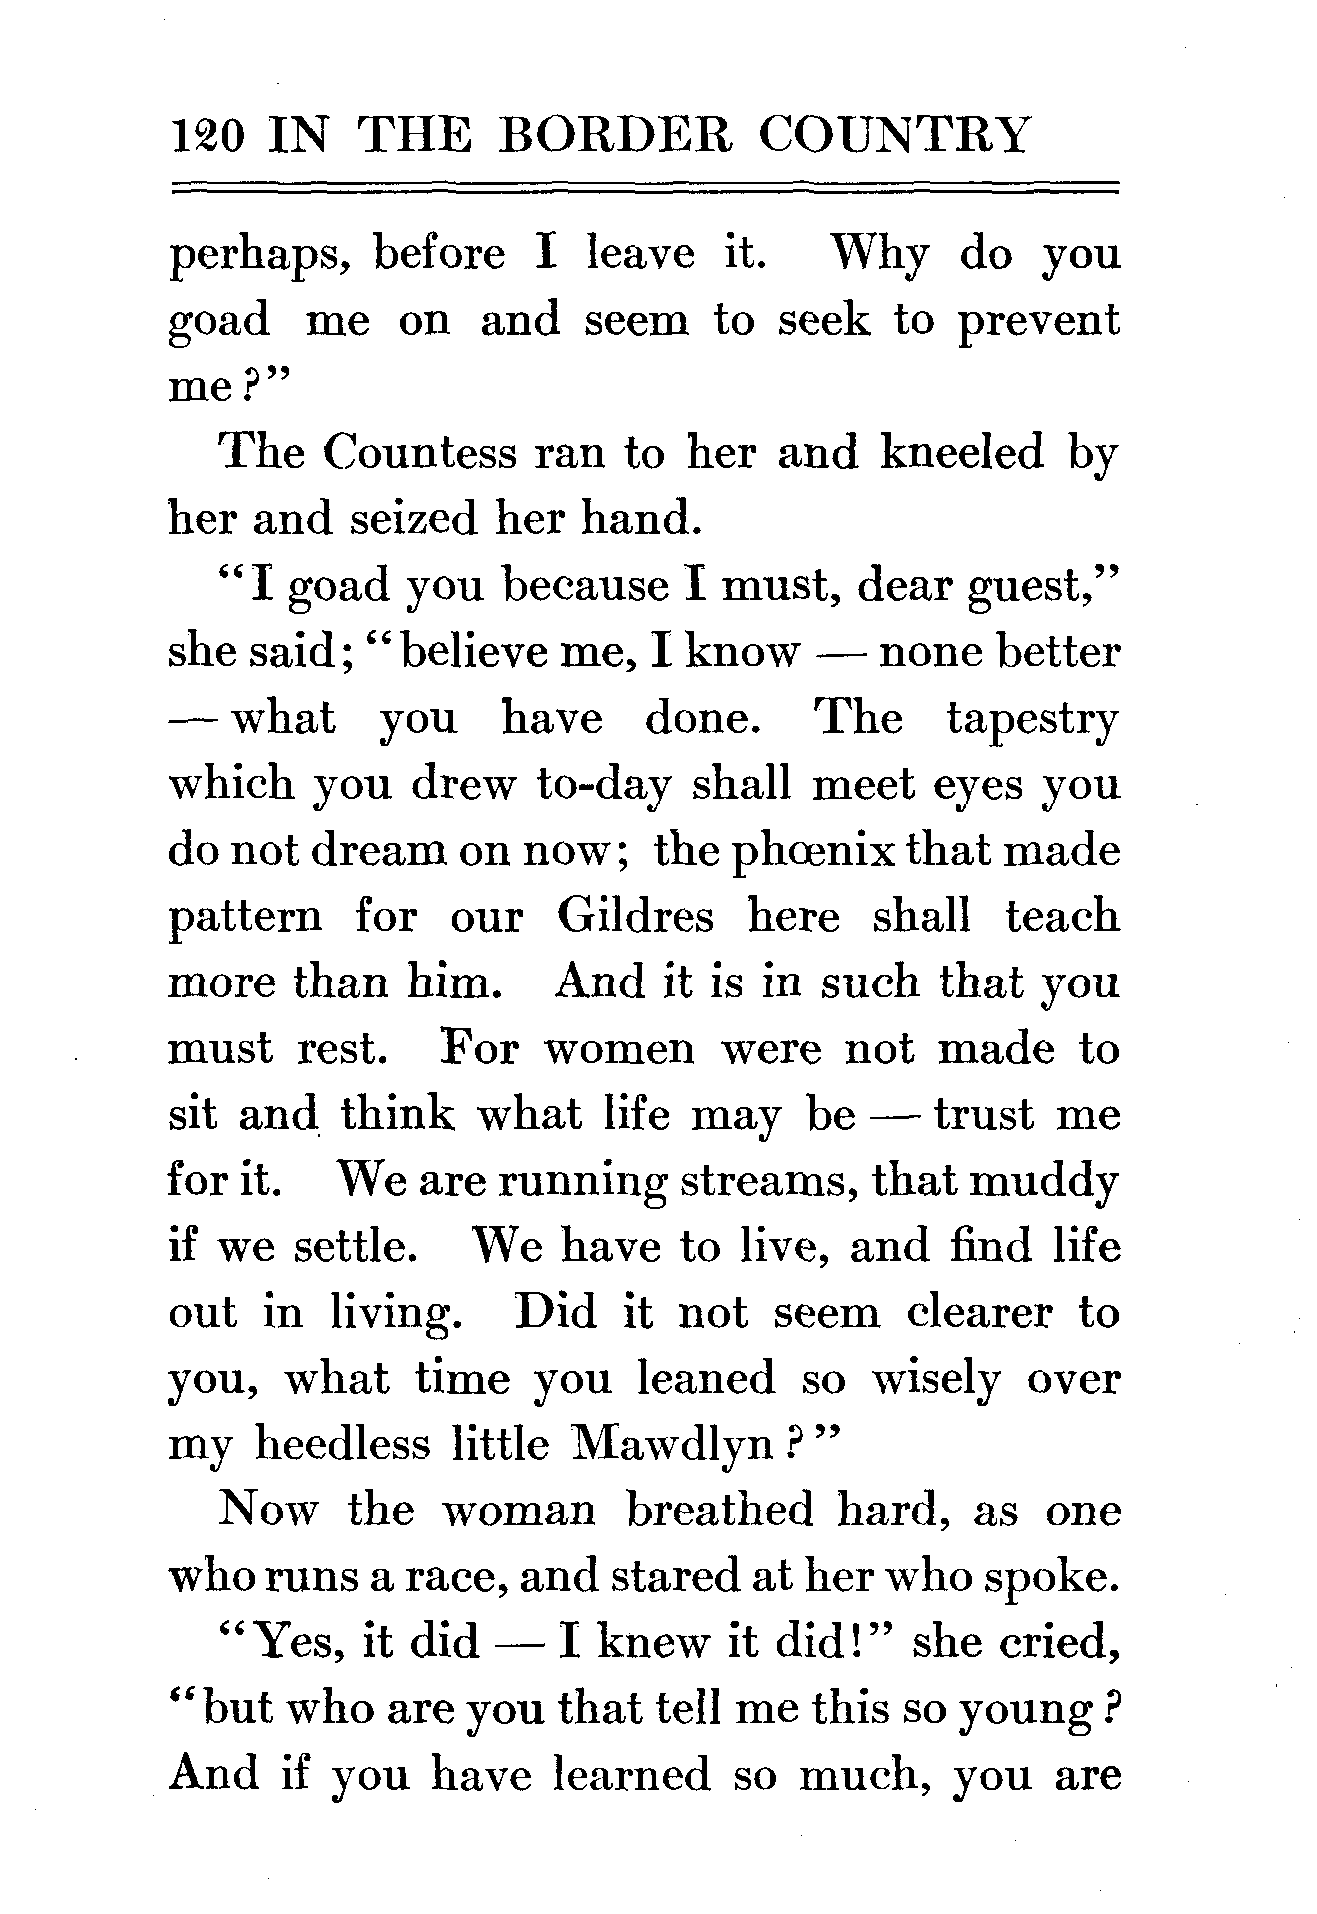 120 IN THE BORDER COUNTRY
perhaps, before I leave it. Why do you
goad me on and seem to seek to prevent
me?"
The Countess ran to her and kneeled by
her and seized her hand.
"I goad you because I must, dear guest,"
she said; "believe me, I know — none better
— what you have done. The tapestry
which you drew to-day shall meet eyes you
do not dream on now; the phœnix that made
pattern for our Gildres here shall teach
more than him. And it is in such that you
must rest. For women were not made to
sit and think what life may be — trust me
for it. We are running streams, that muddy
if we settle. We have to live, and find life
out in living. Did it not seem clearer to
you, what time you leaned so wisely over
my heedless little Mawdlyn?"
Now the woman breathed hard, as one
who runs a race, and stared at her who spoke.
"Yes, it did — I knew it did!" she cried,
"but who are you that tell me this so young?
And if you have learned so much, you are